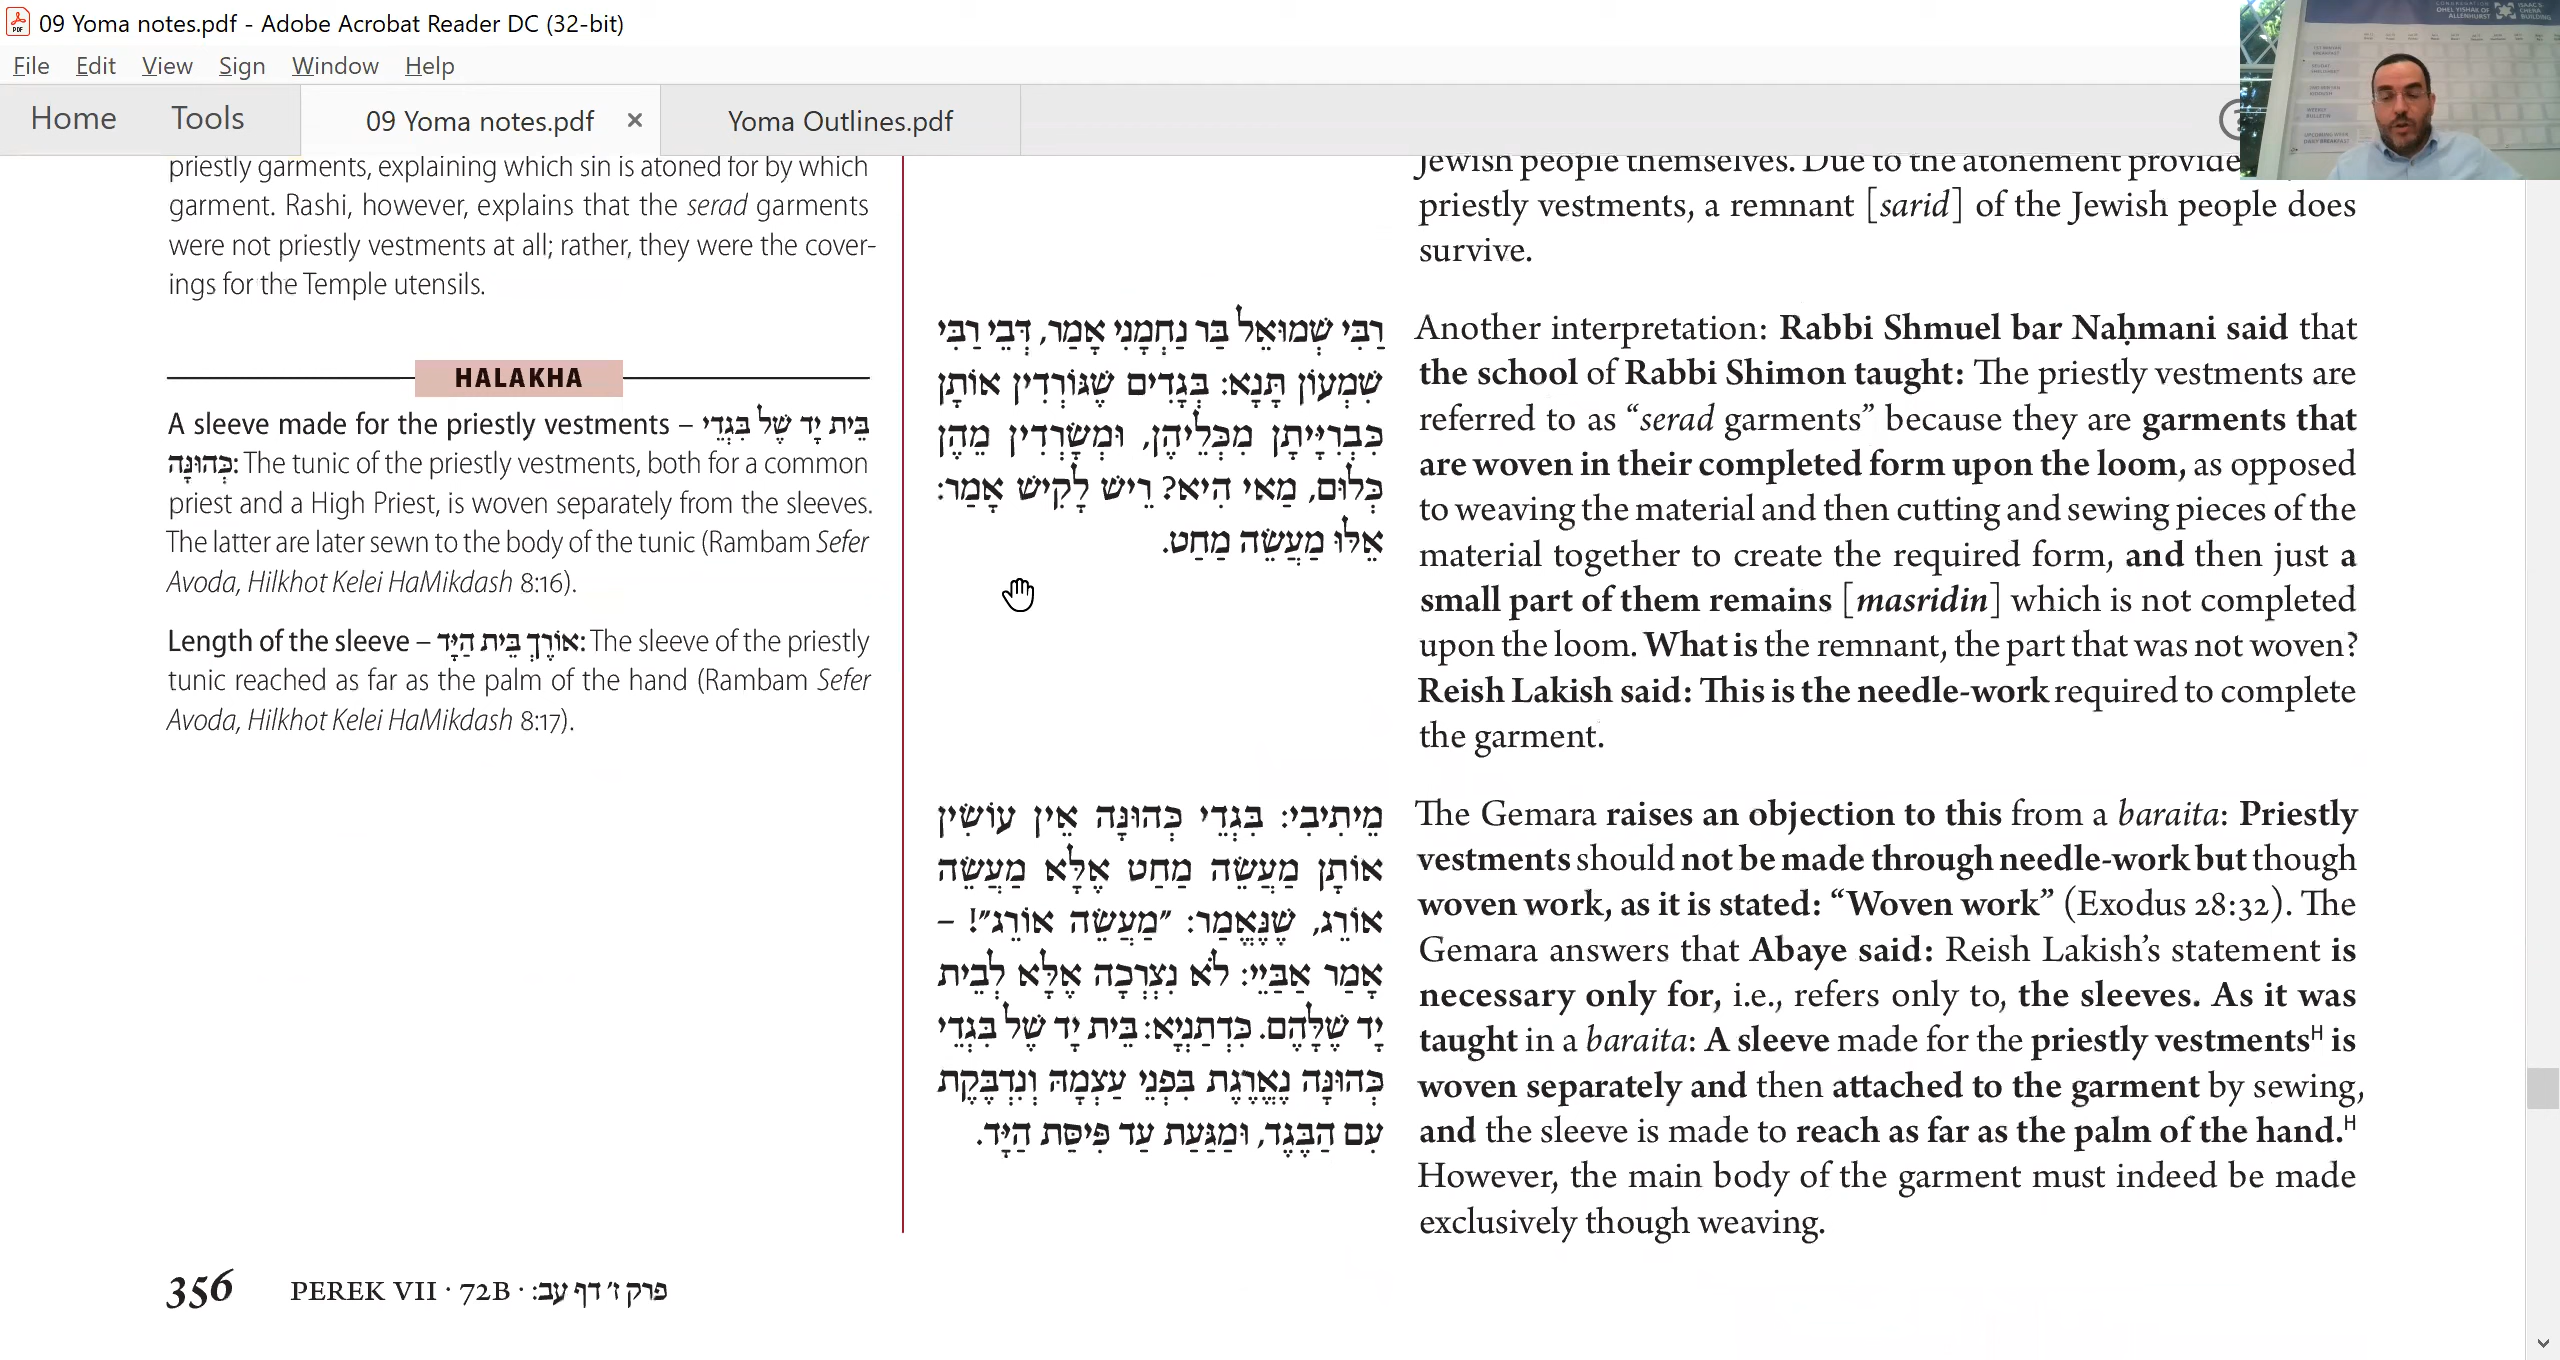 09 Yoma notes.pdf - Adobe Acrobat Reader DC (32-bit)
File Edit View Sign Window Help
Home Tools 09 Yoma notes.pdf × Yoma Outlines.pdf
priestly garments, explaining which sin is atoned for by which
garment. Rashi, however, explains that the serad garments
were not priestly vestments at all; rather, they were the cover-
ings for the Temple utensils.
HALAKHA
A sleeve made for the priestly vestments – בֵּית יָד שֶׁל בִּגְדֵי
כְּהוּנָּה: The tunic of the priestly vestments, both for a common
priest and a High Priest, is woven separately from the sleeves.
The latter are later sewn to the body of the tunic (Rambam Sefer
Avoda, Hilkhot Kelei HaMikdash 8:16).
Length of the sleeve – אוֹרֶךְ בֵּית הַיָּד: The sleeve of the priestly
tunic reached as far as the palm of the hand (Rambam Sefer
Avoda, Hilkhot Kelei HaMikdash 8:17).
רַבִּי שְׁמוּאֵל בַּר נַחְמָנִי אָמַר, דְּבֵי רַבִּי
שִׁמְעוֹן תָּנָא: בְּגָדִים שֶׁגּוֹרְדִין אוֹתָן
כִּבְרִיָּיתָן מִכְּלֵיהֶן, וּמְשָׂרְדִין מֵהֶן
כְּלוּם, מַאי הִיא? רֵישׁ לָקִישׁ אָמַר:
אֵלּוּ מַעֲשֵׂה מַחַט.
מֵיתִיבִי: בִּגְדֵי כְּהוּנָּה אֵין עוֹשִׂין
אוֹתָן מַעֲשֵׂה מַחַט אֶלָּא מַעֲשֵׂה
אוֹרֵג, שֶׁנֶּאֱמַר: ״מַעֲשֵׂה אוֹרֵג״! –
אָמַר אַבַּיֵי: לֹא נִצְרְכָה אֶלָּא לְבֵית
יָד שֶׁלָּהֶם. כִּדְתַנְיָא: בֵּית יָד שֶׁל בִּגְדֵי
כְּהוּנָּה נֶאֱרֶגֶת בִּפְנֵי עַצְמָהּ וְנִדְבֶּקֶת
עִם הַבֶּגֶד, וּמַגַּעַת עַד פִּיסַּת הַיָּד.
Jewish people themselves. Due to the atonement
priestly vestments, a remnant [sarid] of the Jewish people does
survive.
Another interpretation: Rabbi Shmuel bar Naḥmani said that
the school of Rabbi Shimon taught: The priestly vestments are
referred to as “serad garments” because they are garments that
are woven in their completed form upon the loom, as opposed
to weaving the material and then cutting and sewing pieces of the
material together to create the required form, and then just a
small part of them remains [masridin] which is not completed
upon the loom. What is the remnant, the part that was not woven?
Reish Lakish said: This is the needle-work required to complete
the garment.
The Gemara raises an objection to this from a baraita: Priestly
vestments should not be made through needle-work but though
woven work, as it is stated: “Woven work” (Exodus 28:32). The
Gemara answers that Abaye said: Reish Lakish’s statement is
necessary only for, i.e., refers only to, the sleeves. As it was
taught in a baraita: A sleeve made for the priestly vestmentsᴴ is
woven separately and then attached to the garment by sewing,
and the sleeve is made to reach as far as the palm of the hand.ᴴ
However, the main body of the garment must indeed be made
exclusively though weaving.
356 PEREK VII · 72B · פרק ז׳ דף עב: